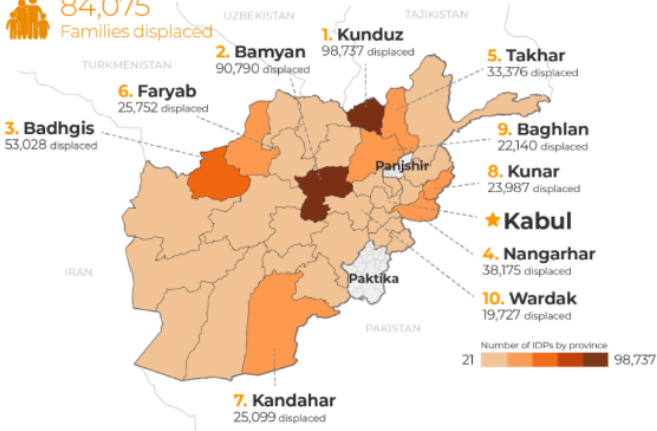 84,075
Families displaced
UZBEKISTAN
TAJIKISTAN
TURKMENISTAN
1. Kunduz
98,737 displaced
2. Bamyan
90,790 displaced
5. Takhar
33,376 displaced
6. Faryab
25,752 displaced
3. Badghis
53,028 displaced
9. Baghlan
22,140 displaced
Panjshir
8. Kunar
23,987 displaced
Kabul
4. Nangarhar
38,175 displaced
IRAN
Paktika
10. Wardak
19,727 displaced
PAKISTAN
Number of IDPs by province
21
98,737
7. Kandahar
25,099 displaced